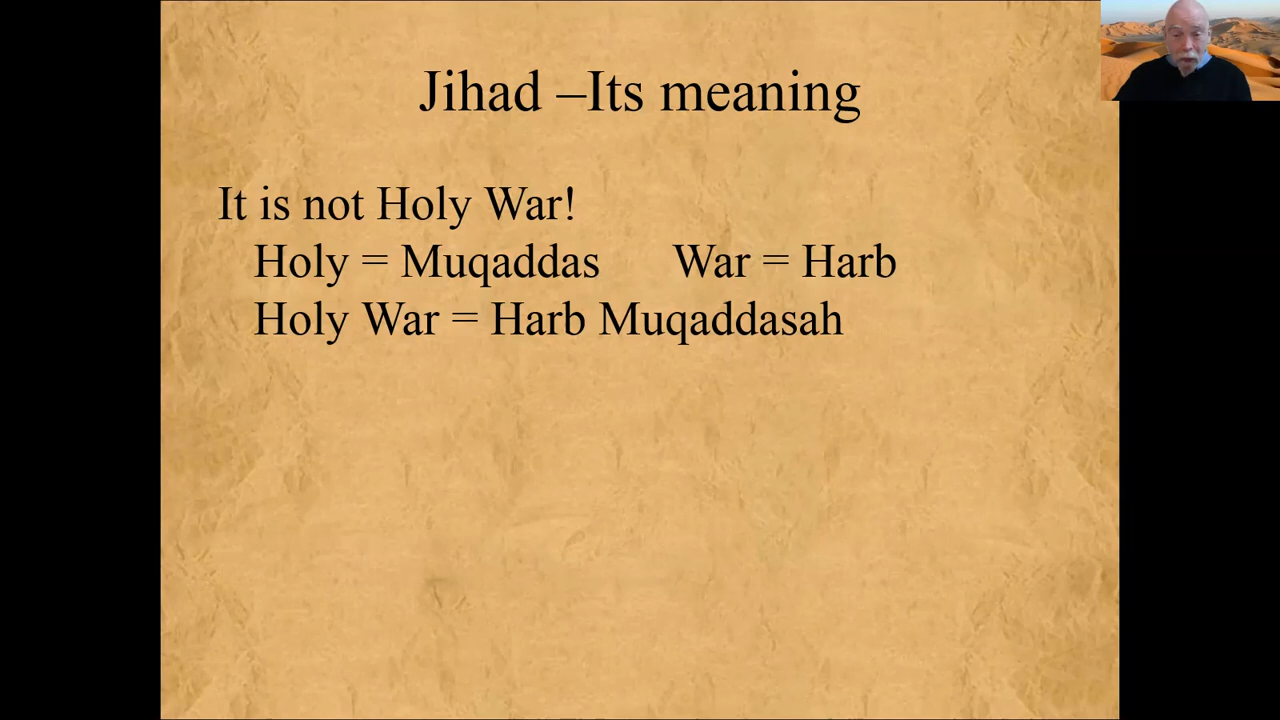 Jihad –Its meaning
It is not Holy War!
Holy = Muqaddas War = Harb
Holy War = Harb Muqaddasah